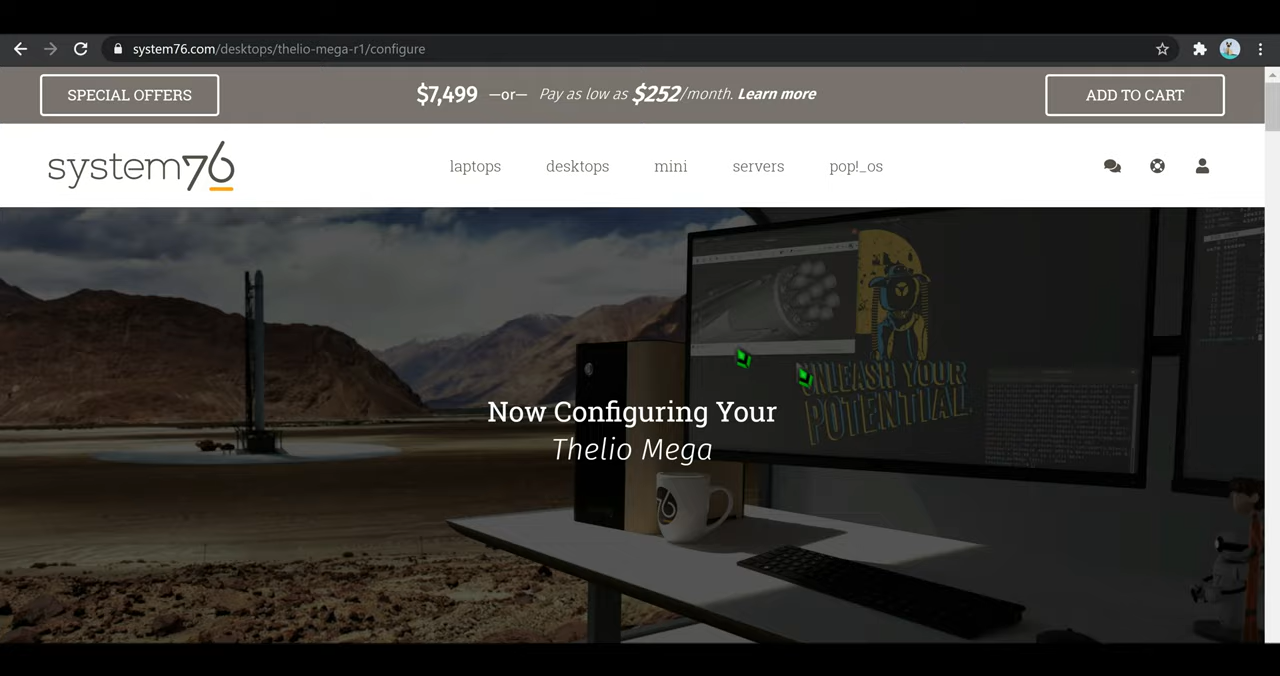 system76.com/desktops/thelio-mega-r1/configure
SPECIAL OFFERS
$7,499 —or— Pay as low as $252/month. Learn more
ADD TO CART
system76
laptops
desktops
mini
servers
pop!_os
UNLEASH YOUR
POTENTIAL.
Now Configuring Your
Thelio Mega
76